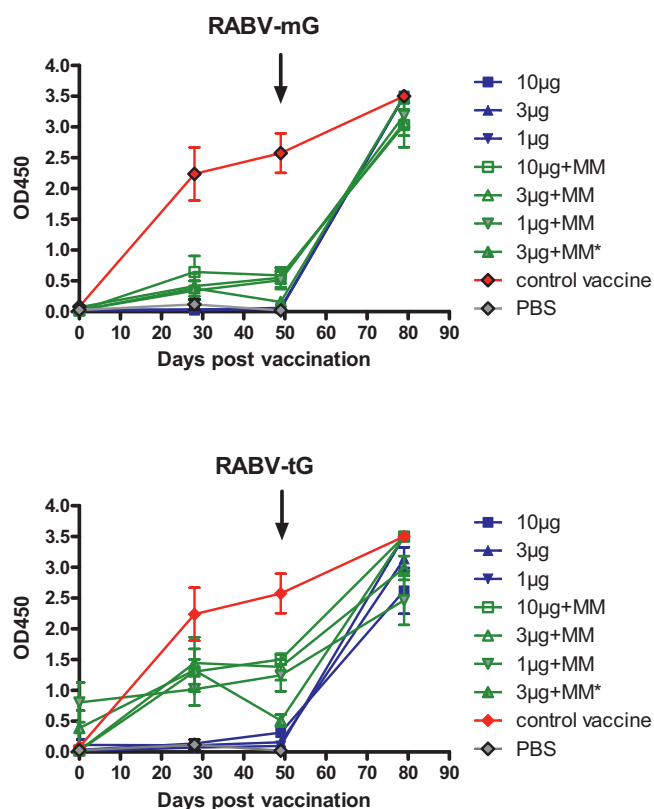 RABV-mG
4.0
3.5
3.0
2.5
2.0
1.5
1.0
0.5
0.0
OD450
0 10 20 30 40 50 60 70 80 90
Days post vaccination
10µg
3µg
1µg
10µg+MM
3µg+MM
1µg+MM
3µg+MM*
control vaccine
PBS
RABV-tG
4.0
3.5
3.0
2.5
2.0
1.5
1.0
0.5
0.0
OD450
0 10 20 30 40 50 60 70 80 90
Days post vaccination
10µg
3µg
1µg
10µg+MM
3µg+MM
1µg+MM
3µg+MM*
control vaccine
PBS